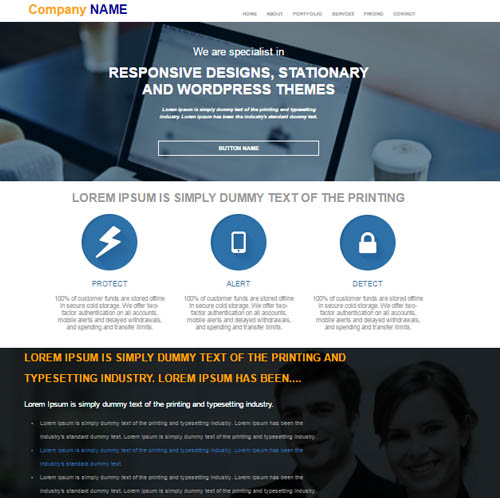 Company NAME
HOME ABOUT PORTFOLIO SERVICES PRICING CONTACT
We are specialist in
RESPONSIVE DESIGNS, STATIONARY
AND WORDPRESS THEMES
Lorem Ipsum is simply dummy text of the printing and typesetting
industry. Lorem Ipsum has been the industry's standard dummy text.
BUTTON NAME
LOREM IPSUM IS SIMPLY DUMMY TEXT OF THE PRINTING
PROTECT
100% of customer funds are stored offline
in secure cold storage. We offer two-
factor authentication on all accounts,
mobile alerts and delayed withdrawals,
and spending and transfer limits.
ALERT
100% of customer funds are stored offline
in secure cold storage. We offer two-
factor authentication on all accounts,
mobile alerts and delayed withdrawals,
and spending and transfer limits.
DETECT
100% of customer funds are stored offline
in secure cold storage. We offer two-
factor authentication on all accounts,
mobile alerts and delayed withdrawals,
and spending and transfer limits.
LOREM IPSUM IS SIMPLY DUMMY TEXT OF THE PRINTING AND
TYPESETTING INDUSTRY. LOREM IPSUM HAS BEEN....
Lorem Ipsum is simply dummy text of the printing and typesetting industry.
Lorem Ipsum is simply dummy text of the printing and typesetting industry. Lorem Ipsum has been the
industry's standard dummy text. Lorem Ipsum is simply dummy text of the printing and typesetting industry.
Lorem Ipsum is simply dummy text of the printing and typesetting industry. Lorem Ipsum has been the
industry's standard dummy text.
Lorem Ipsum is simply dummy text of the printing and typesetting industry. Lorem Ipsum has been the
industry's standard dummy text. Lorem Ipsum is simply dummy text of the printing and typesetting industry.